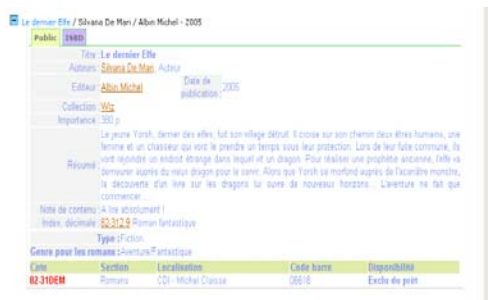 Le dernier Elfe / Silvana De Mari / Albin Michel - 2005
Public ISBD
Titre : Le dernier Elfe
Auteurs : Silvana De Mari, Auteur
Editeur : Albin Michel Date de publication : 2005
Collection : Wiz
Importance : 380 p
Le jeune Yorsh, dernier des elfes, fuit son village détruit. Il croise sur son chemin deux êtres humains, une
femme et un chasseur qui vont le prendre un temps sous leur protection. Lors de leur fuite commune, ils
vont rejoindre un endroit étrange dans lequel vit un dragon. Pour réaliser une prophétie ancienne, l'elfe va
Résumé : demeurer auprès du vieux dragon pour le servir. Alors que Yorsh se morfond auprès de l'acariâtre monstre,
la découverte d'un livre sur les dragons lui ouvre de nouveaux horizons... L'aventure ne fait que
commencer...
Note de contenu : A lire absolument !
Index. décimale : 82-312.9 Roman fantastique
Type : Fiction
Genre pour les romans : Aventure/Fantastique
Cote Section Localisation Code barre Disponibilité
82-31DEM Romans CDI - Michel Claisse 06618 Exclu du prêt